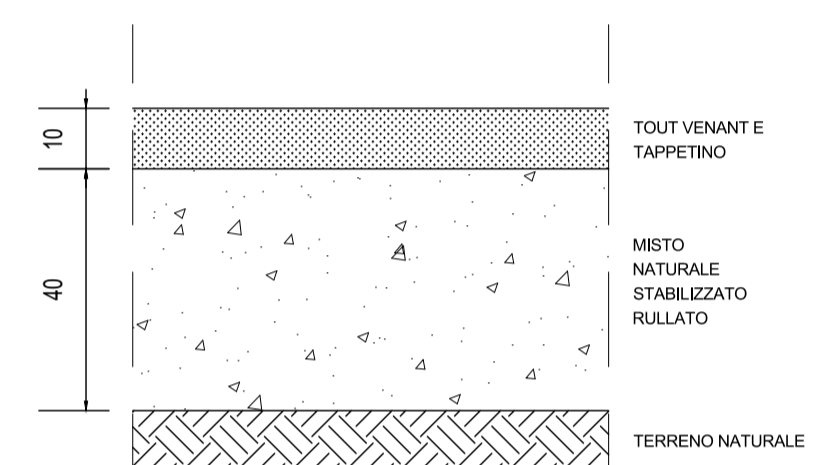 10
TOUT VENANT E
TAPPETINO
40
MISTO
NATURALE
STABILIZZATO
RULLATO
TERRENO NATURALE